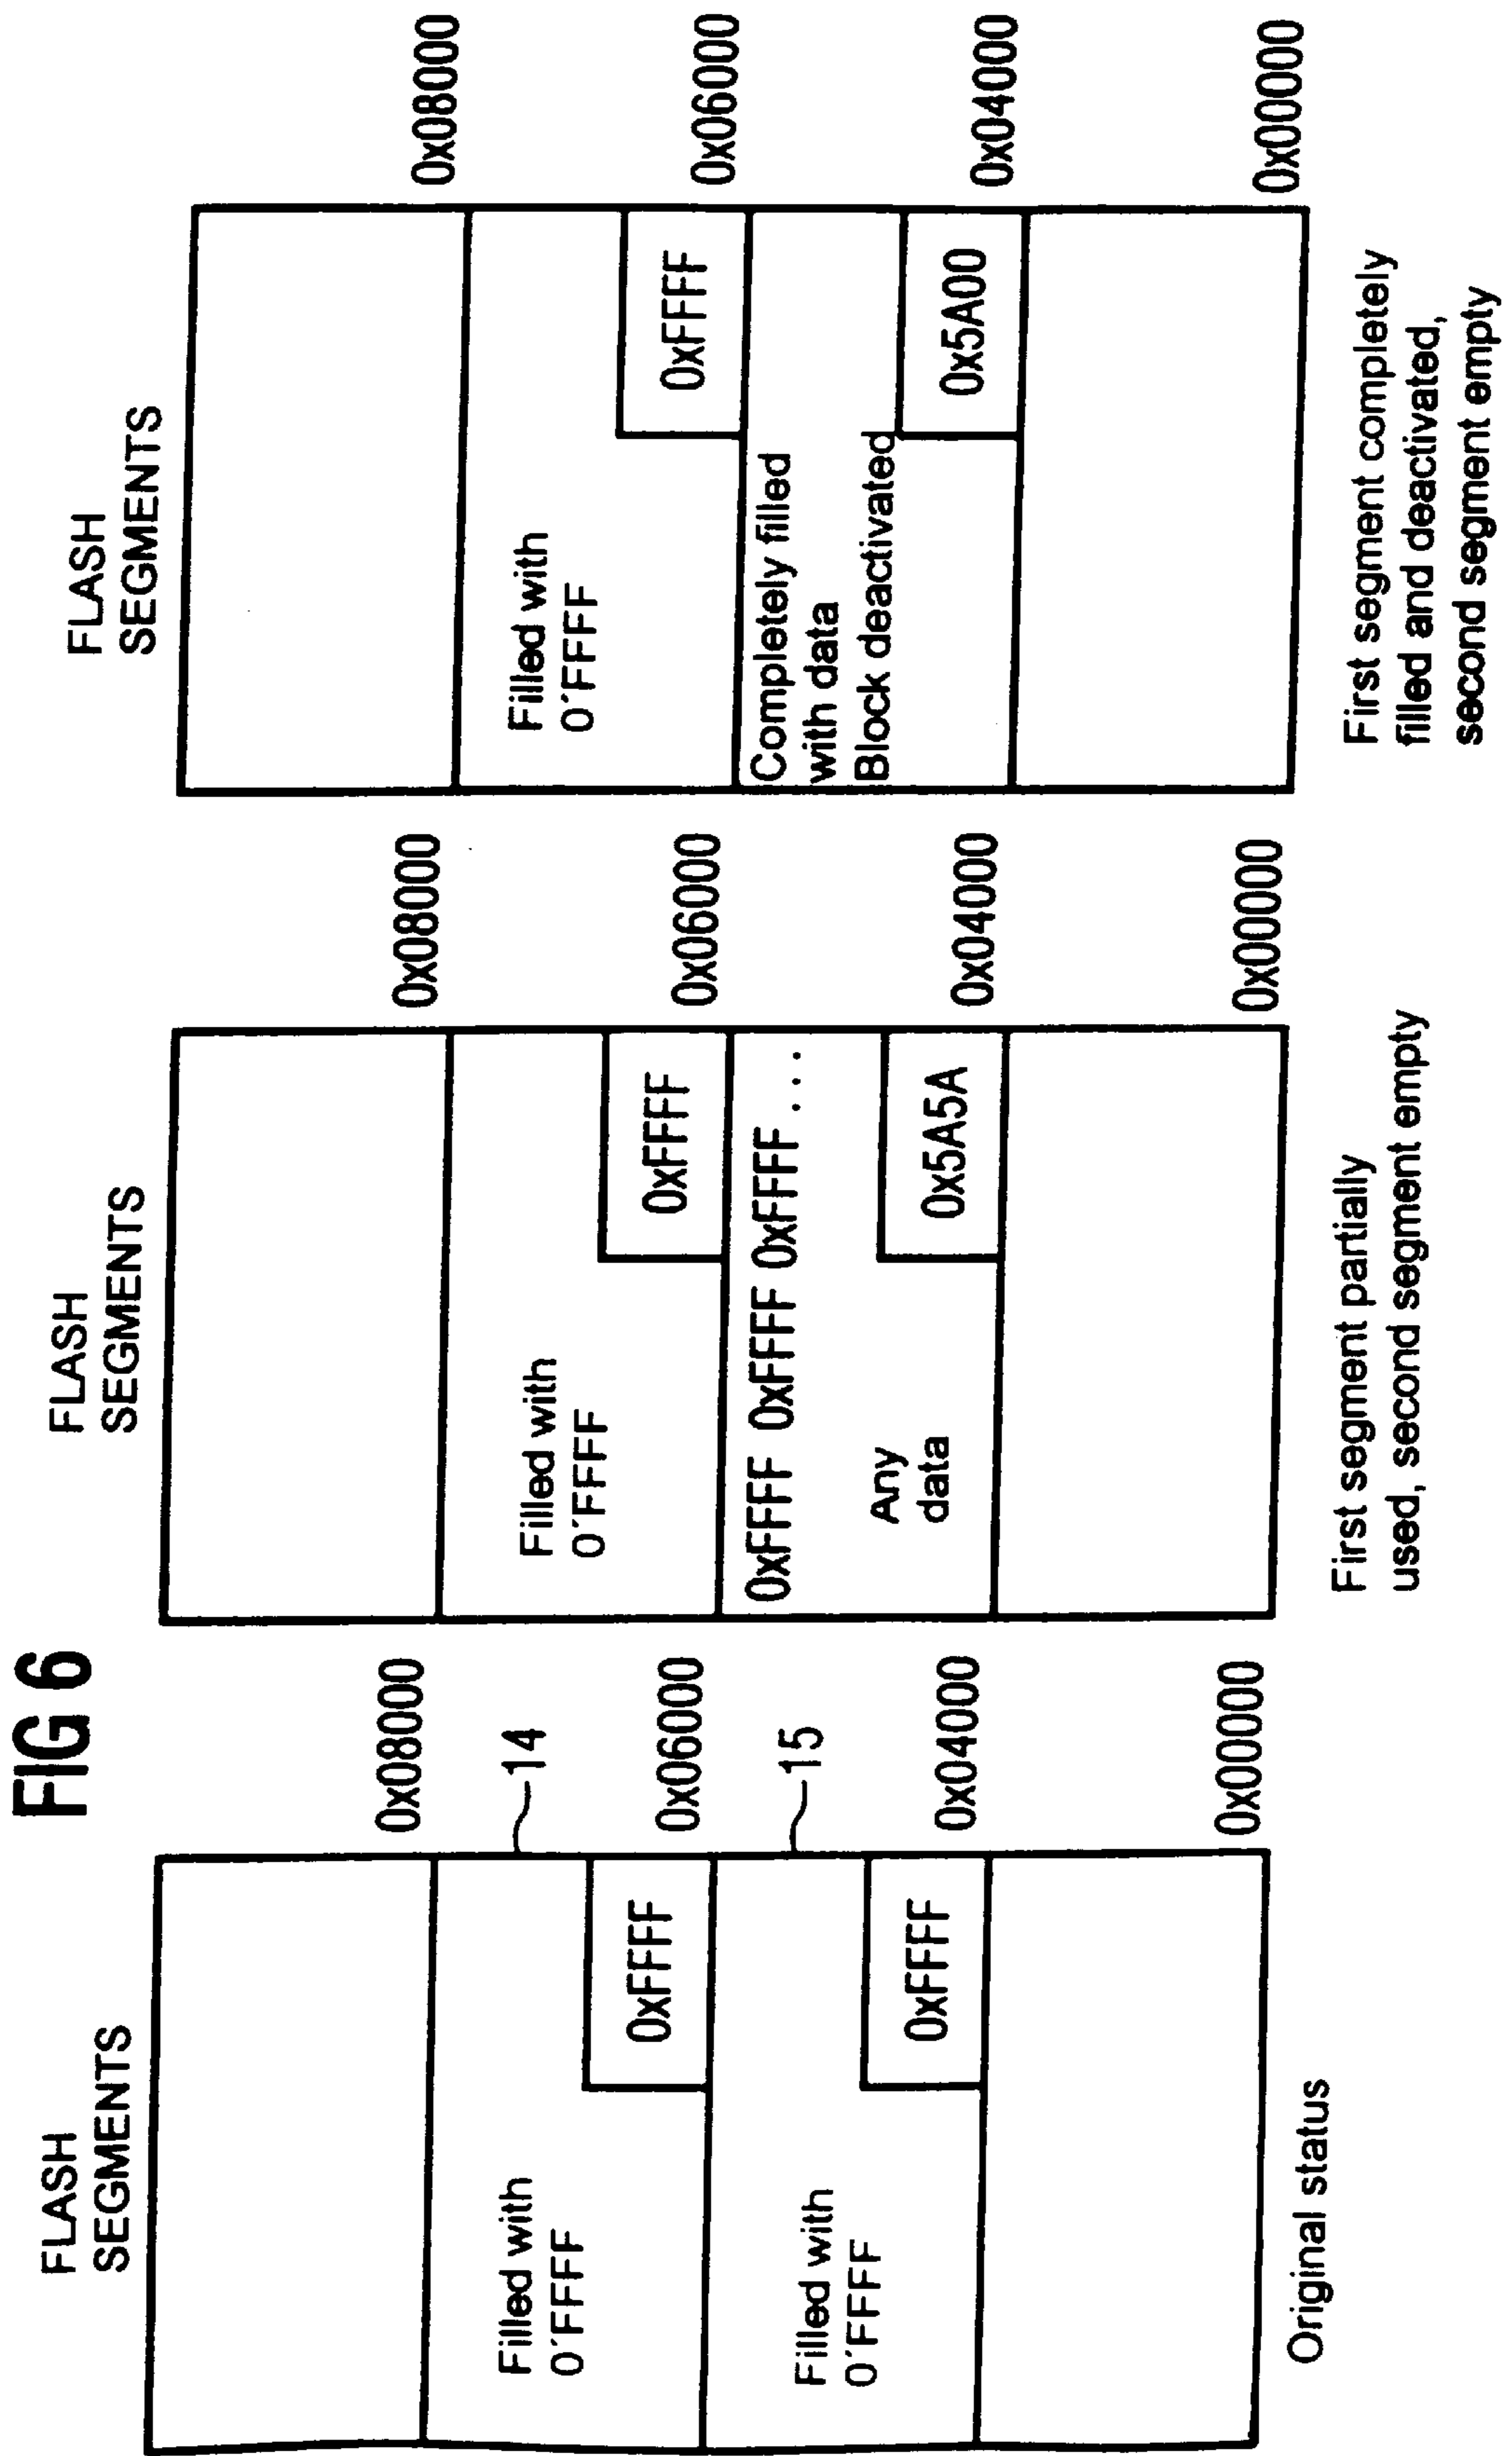 FIG 6
FLASH
SEGMENTS
0x08000
Filled with
0´FFFF
14
0xFFFF
0x06000
Filled with
0´FFFF
15
0xFFFF
0x04000
0x00000
Original status
FLASH
SEGMENTS
0x08000
Filled with
0´FFFF
0xFFFF
0x06000
0xFFFF 0xFFFF 0xFFFF ...
Any
data
0x5A5A
0x04000
0x00000
First segment partially
used, second segment empty
FLASH
SEGMENTS
0x08000
Filled with
0´FFFF
0xFFFF
0x06000
Completely filled
with data
Block deactivated
0x5A00
0x04000
0x00000
First segment completely
filled and deactivated,
second segment empty